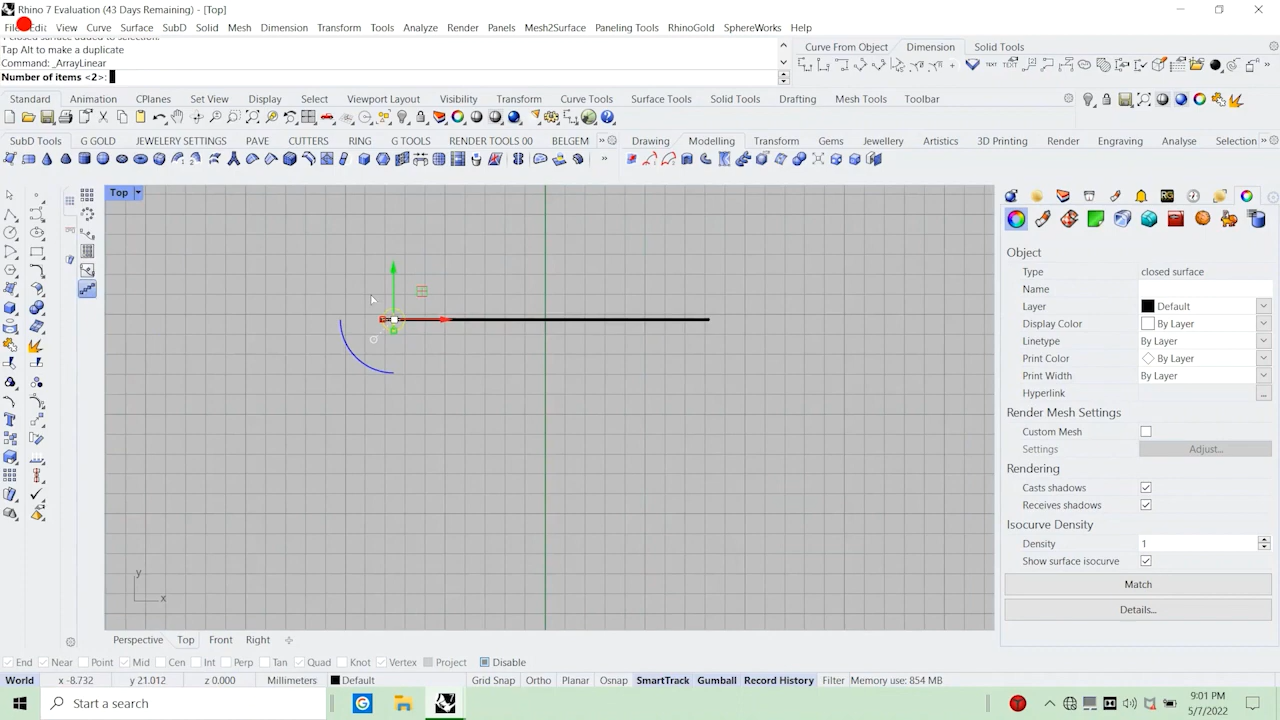 Rhino 7 Evaluation (43 Days Remaining) - [Top]
File Edit View Curve Surface SubD Solid Mesh Dimension Transform Tools Analyze Render Panels Mesh2Surface Paneling Tools RhinoGold SphereWorks Help
1 closed surface added to selection.
Tap Alt to make a duplicate
Command: _ArrayLinear
Number of items <2>:
Curve From Object Dimension Solid Tools
Standard Animation CPlanes Set View Display Select Viewport Layout Visibility Transform Curve Tools Surface Tools Solid Tools Drafting Mesh Tools Toolbar
SubD Tools G GOLD JEWELERY SETTINGS PAVE CUTTERS RING G TOOLS RENDER TOOLS 00 BELGEM
Drawing Modelling Transform Gems Jewellery Artistics 3D Printing Render Engraving Analyse Selection
Top
Object
Type closed surface
Name
Layer Default
Display Color By Layer
Linetype By Layer
Print Color By Layer
Print Width By Layer
Hyperlink ...
Render Mesh Settings
Custom Mesh
Settings Adjust...
Rendering
Casts shadows
Receives shadows
Isocurve Density
Density 1
Show surface isocurve
Match
Details...
y
x
Perspective Top Front Right
End Near Point Mid Cen Int Perp Tan Quad Knot Vertex Project Disable
World x -8.732 y 21.012 z 0.000 Millimeters Default Grid Snap Ortho Planar Osnap SmartTrack Gumball Record History Filter Memory use: 854 MB
Start a search
9:01 PM
5/7/2022